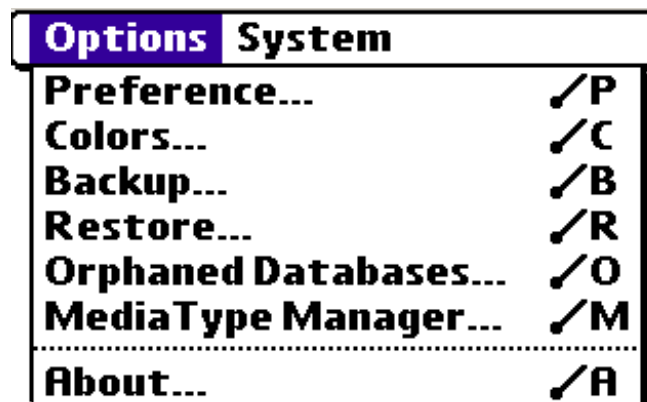 Options System
Preference... P
Colors... C
Backup... B
Restore... R
Orphaned Databases... O
MediaType Manager... M
About... A